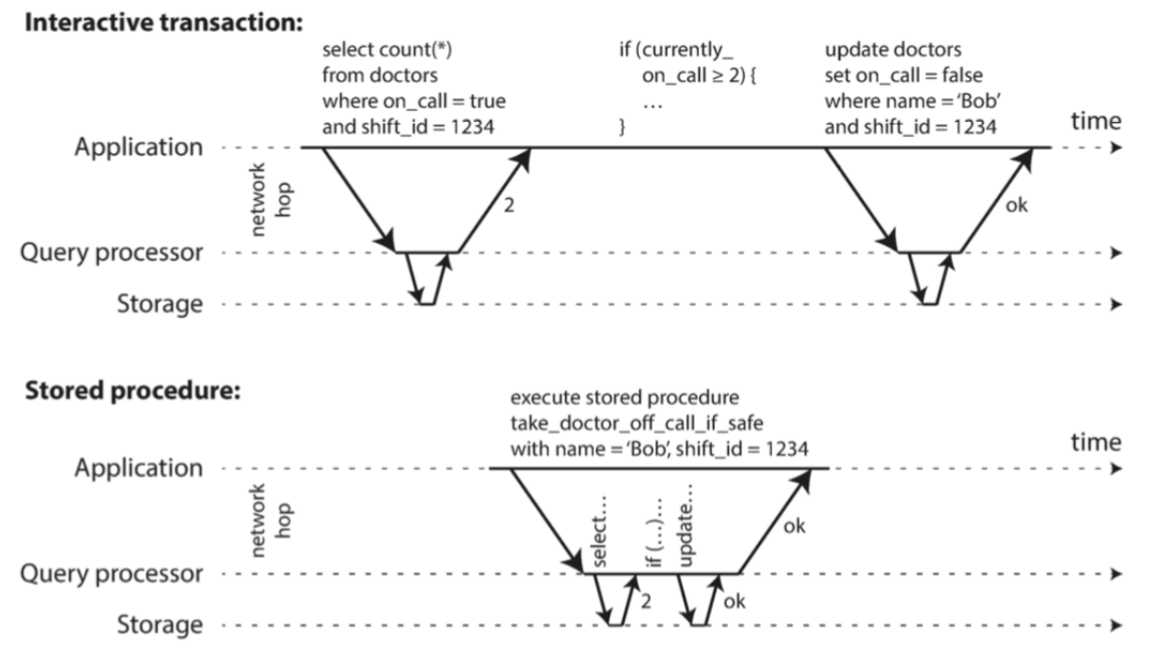 Interactive transaction:
select count(*)
from doctors
where on_call = true
and shift_id = 1234
if (currently_
on_call ≥ 2) {
...
}
update doctors
set on_call = false
where name = ‘Bob’
and shift_id = 1234
time
Application
network
hop
2
ok
Query processor
Storage
Stored procedure:
execute stored procedure
take_doctor_off_call_if_safe
with name = ‘Bob’, shift_id = 1234
time
Application
network
hop
select...
if (...)...
update...
ok
Query processor
2
ok
Storage